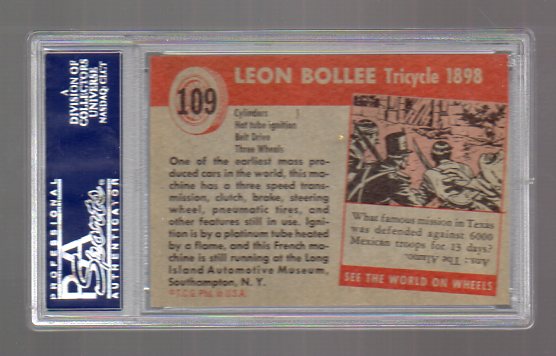 A
DIVISION OF
COLLECTORS
UNIVERSE
NASDAQ: CLCT
PROFESSIONAL
PSA
Sports
AUTHENTICATOR
109
LEON BOLLEE Tricycle 1898
Cylinders
Hot tube ignition
Belt Drive
Three Wheels
One of the earliest mass pro-
duced cars in the world, this ma-
chine has a three speed trans-
mission, clutch, brake, steering
wheel, pneumatic tires, and
other features still in use. Igni-
tion is by a platinum tube heated
by a flame, and this French ma-
chine is still running at the Long
Island Automotive Museum,
Southampton, N. Y.
©T.C.G. Ptd. in U.S.A.
What famous mission in Texas
was defended against 6000
Mexican troops for 13 days?
Ans: The Alamo.
SEE THE WORLD ON WHEELS